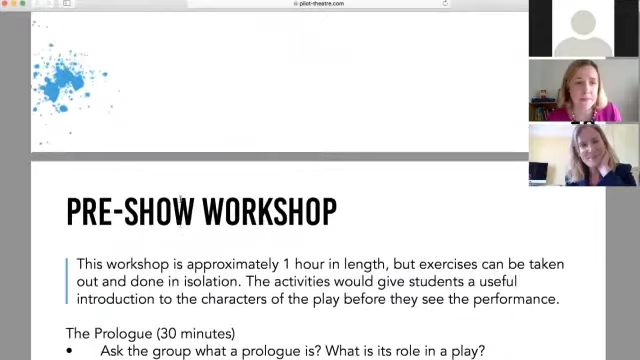 pilot-theatre.com
PRE-SHOW WORKSHOP
This workshop is approximately 1 hour in length, but exercises can be taken
out and done in isolation. The activities would give students a useful
introduction to the characters of the play before they see the performance.
The Prologue (30 minutes)
• Ask the group what a prologue is? What is its role in a play?